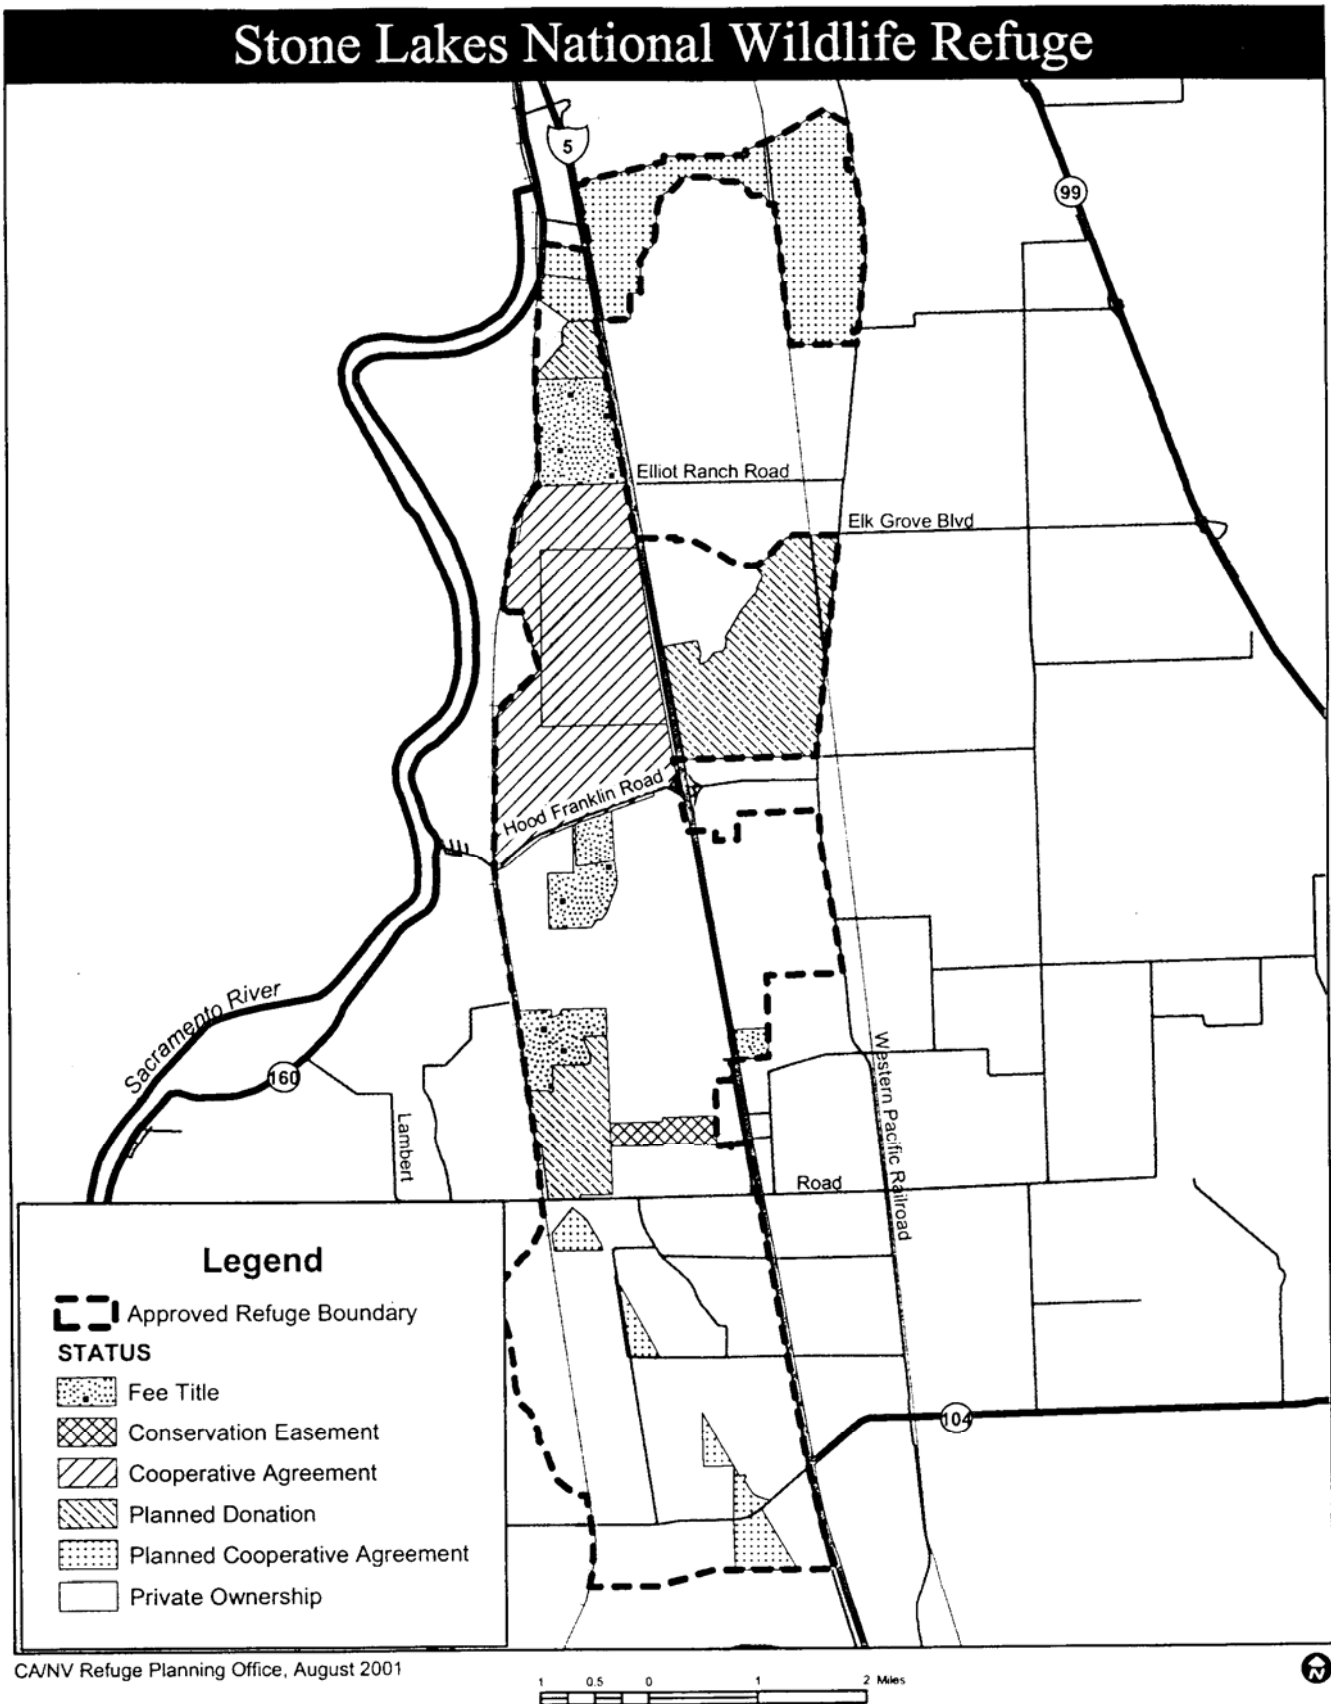 Stone Lakes National Wildlife Refuge
5
99
Elliot Ranch Road
Elk Grove Blvd
Hood Franklin Road
Sacramento River
160
Lambert
Road
Western Pacific Railroad
104
Legend
Approved Refuge Boundary
STATUS
Fee Title
Conservation Easement
Cooperative Agreement
Planned Donation
Planned Cooperative Agreement
Private Ownership
CA/NV Refuge Planning Office, August 2001
1 0.5 0 1 2 Miles
N